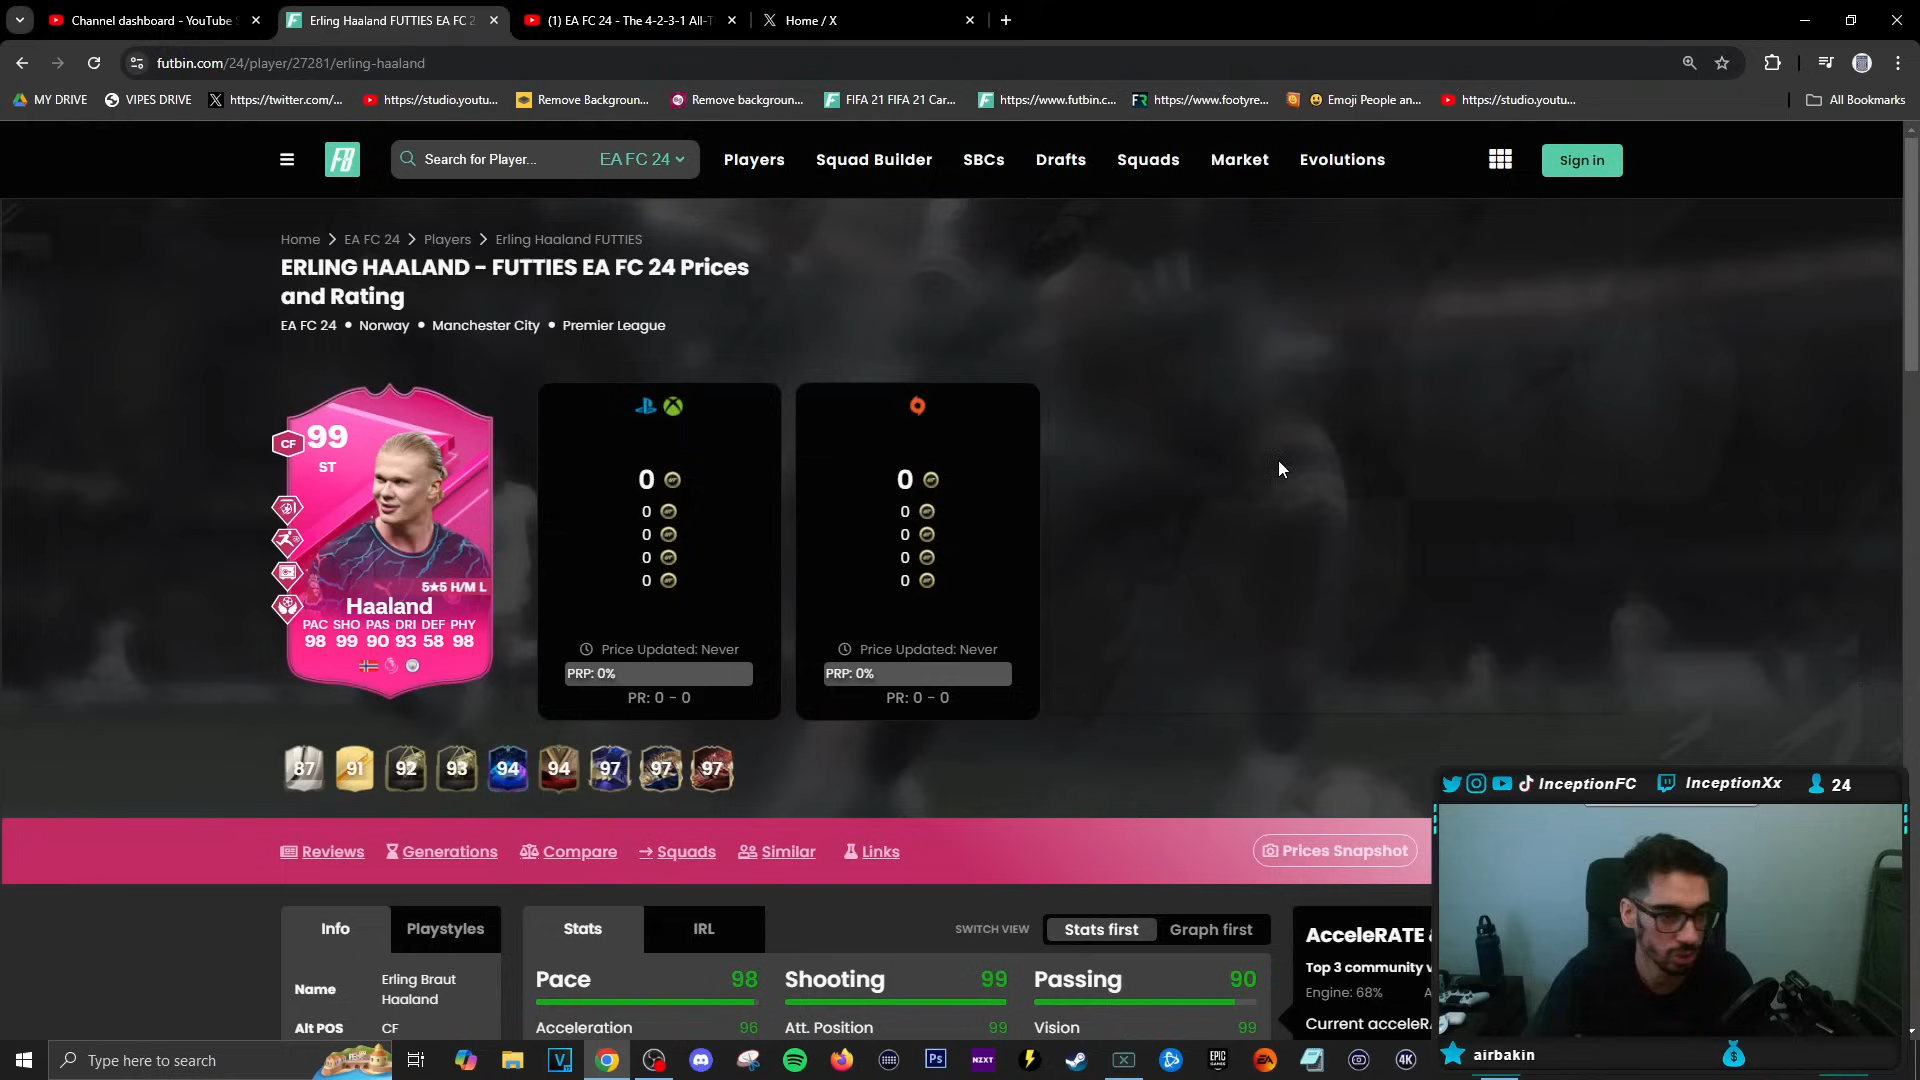 Channel dashboard - YouTube S
Erling Haaland FUTTIES EA FC 2
(1) EA FC 24 - The 4-2-3-1 All-T
Home / X
futbin.com/24/player/27281/erling-haaland
MY DRIVE
VIPES DRIVE
https://twitter.com/...
https://studio.youtu...
Remove Backgroun...
Remove backgroun...
FIFA 21 FIFA 21 Car...
https://www.futbin.c...
FR https://www.footyre...
Emoji People an...
https://studio.youtu...
All Bookmarks
FB
Search for Player...
EA FC 24
Players
Squad Builder
SBCs
Drafts
Squads
Market
Evolutions
Sign in
Home > EA FC 24 > Players > Erling Haaland FUTTIES
ERLING HAALAND - FUTTIES EA FC 24 Prices
and Rating
EA FC 24 • Norway • Manchester City • Premier League
CF 99
ST
5★5 H/M L
Haaland
PAC SHO PAS DRI DEF PHY
98 99 90 93 58 98
0
0
0
0
0
Price Updated: Never
PRP: 0%
PR: 0 - 0
0
0
0
0
0
Price Updated: Never
PRP: 0%
PR: 0 - 0
87 91 92 93 94 94 97 97 97
Reviews
Generations
Compare
Squads
Similar
Links
Prices Snapshot
Info
Playstyles
Name
Erling Braut
Haaland
Alt POS
CF
Stats
IRL
SWITCH VIEW
Stats first
Graph first
Pace 98
Acceleration 96
Shooting 99
Att. Position 99
Passing 90
Vision 99
AcceleRATE &
Top 3 community v
Engine: 68%
A
Current acceleR
InceptionFC
InceptionXx
24
airbakin
Type here to search
V
Ps
NZXT
EPIC
GAMES
EA
4K